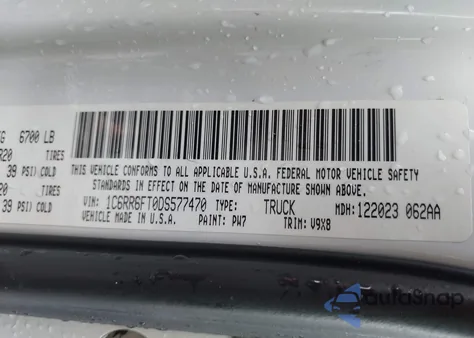 KG 6700 LB
R20 TIRES
39 PSI) COLD
20 TIRES
39 PSI) COLD
THIS VEHICLE CONFORMS TO ALL APPLICABLE U.S.A. FEDERAL MOTOR VEHICLE SAFETY
STANDARDS IN EFFECT ON THE DATE OF MANUFACTURE SHOWN ABOVE.
VIN: 1C6RR6FT0DS577470 TYPE: TRUCK MDH: 122023 062AA
VEHICLE MADE IN U.S.A. PAINT: PW7 TRIM: V9X8
AutoSnap